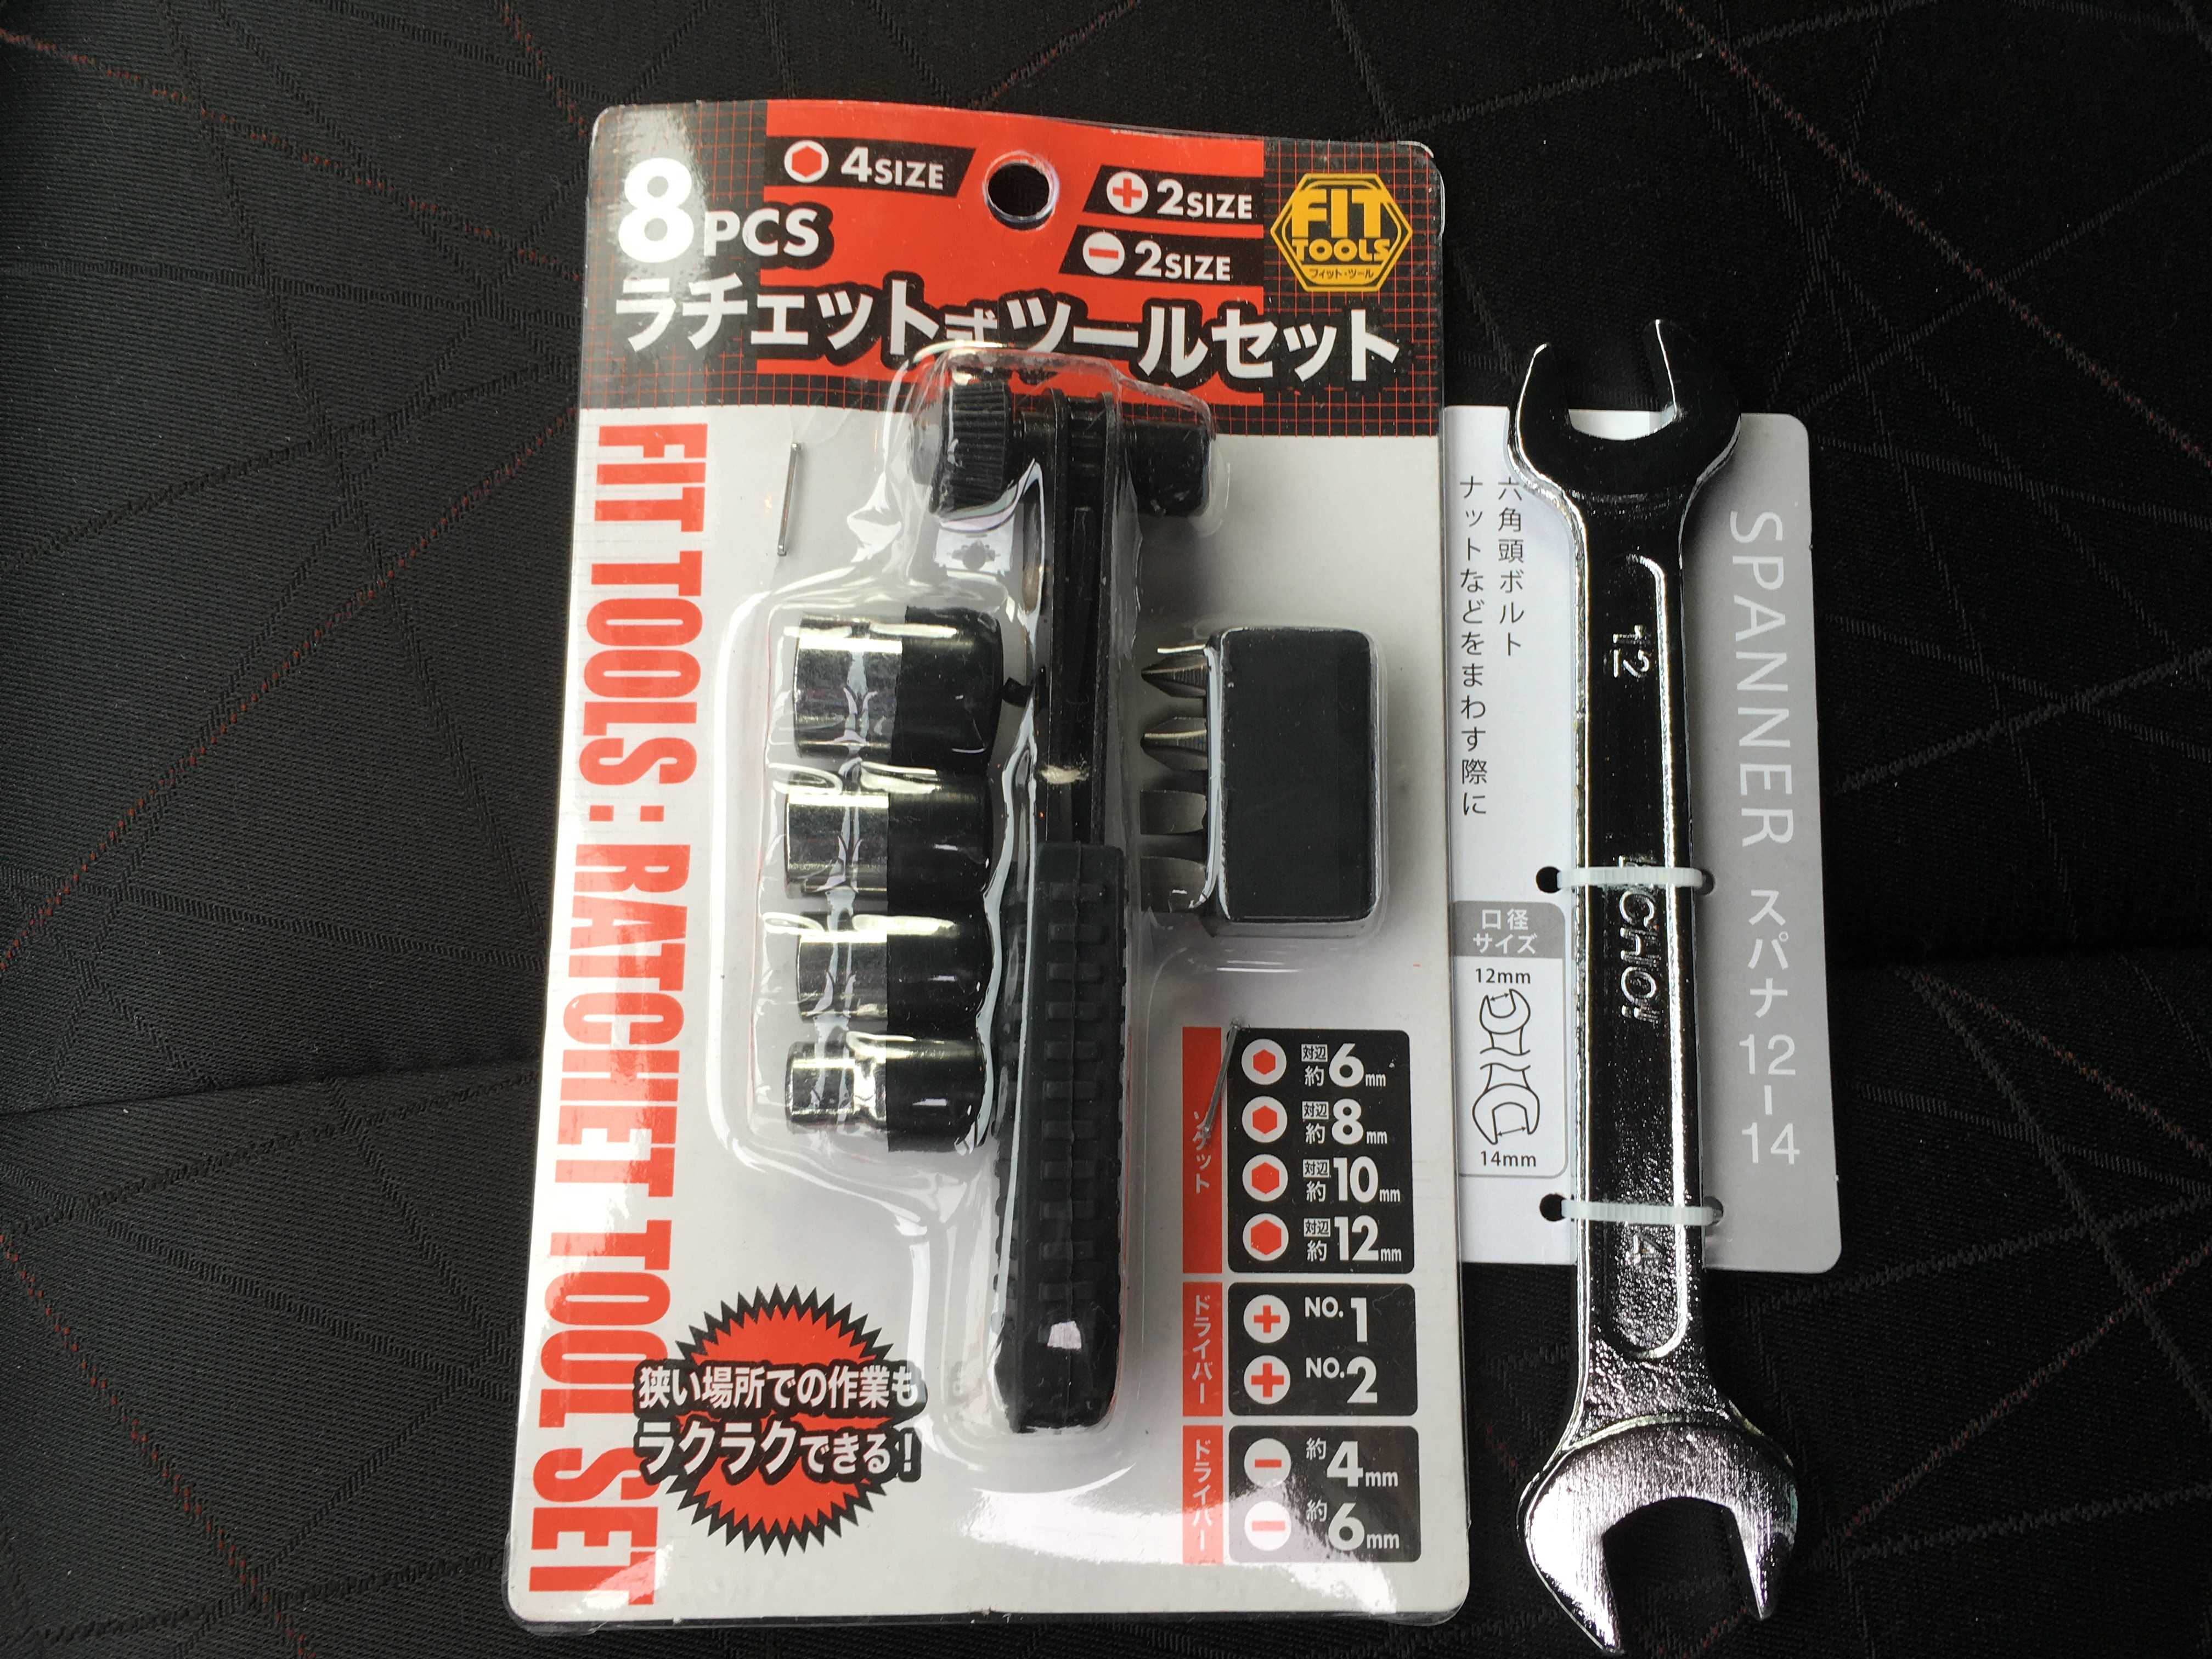 8PCS
4SIZE
+2SIZE
−2SIZE
FIT
TOOLS
フィット・ツール
ラチェット式ツールセット
FIT TOOLS : RATCHET TOOL SET
狭い場所での作業も
ラクラクできる!
ソケット
対辺 約6mm
対辺 約8mm
対辺 約10mm
対辺 約12mm
ドライバー
NO.1
NO.2
ドライバー
約4mm
約6mm
六角頭ボルト
ナットなどをまわす際に
口径
サイズ
12mm
14mm
12
SPANNER スパナ 12-14